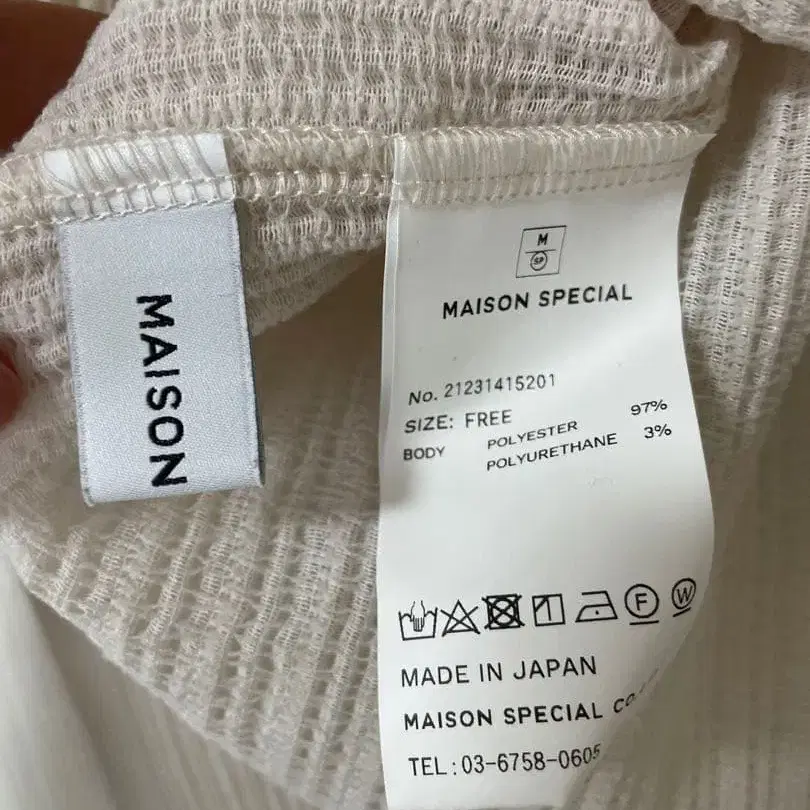 MAISON
M
SP
MAISON SPECIAL
No. 21231415201
SIZE: FREE
BODY POLYESTER 97%
POLYURETHANE 3%
F W
MADE IN JAPAN
MAISON SPECIAL CO.
TEL:03-6758-0605